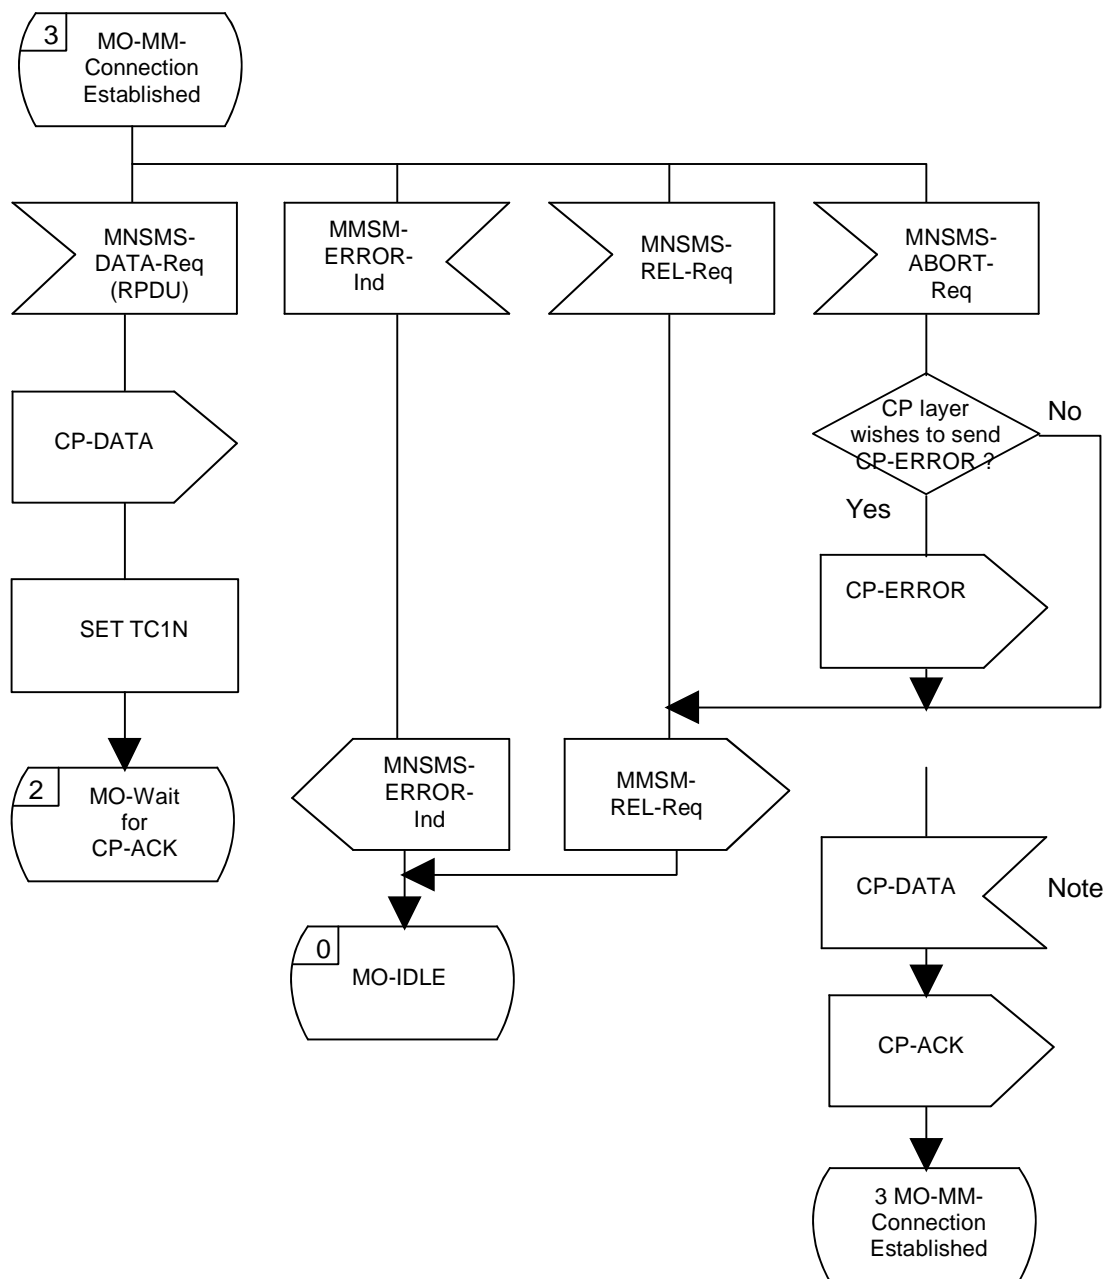 3
MO-MM-
Connection
Established
MNSMS-
DATA-Req
(RPDU)
MMSM-
ERROR-
Ind
MNSMS-
REL-Req
MNSMS-
ABORT-
Req
CP-DATA
CP layer
wishes to send
CP-ERROR ?
No
Yes
CP-ERROR
SET TC1N
2
MO-Wait
for
CP-ACK
MNSMS-
ERROR-
Ind
MMSM-
REL-Req
CP-DATA
Note
0
MO-IDLE
CP-ACK
3 MO-MM-
Connection
Established